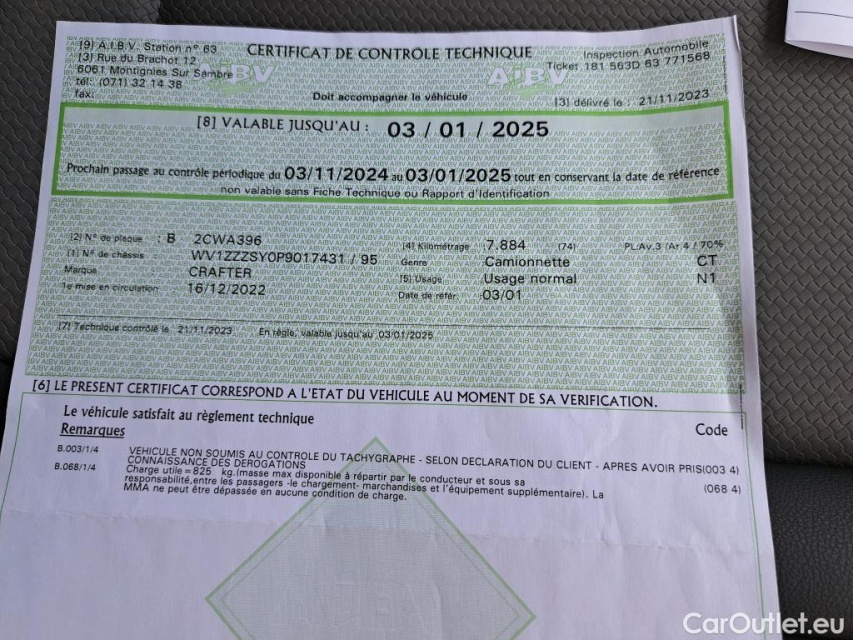 [9] A.I.B.V. Station n° 63
CERTIFICAT DE CONTROLE TECHNIQUE
Inspection Automobile
[3] Rue du Brachot 12
Ticket 181 563D 63 771568
6061 Montignies Sur Sambre
AIBV
AIBV
tél: (071) 32 14 38
fax:
Doit accompagner le véhicule
[3] délivré le : 21/11/2023
[8] VALABLE JUSQU'AU : 03 / 01 / 2025
Prochain passage au contrôle périodique du 03/11/2024 au 03/01/2025 tout en conservant la date de référence
non valable sans Fiche Technique ou Rapport d'Identification
[2] N° de plaque : B 2CWA396
[4] Kilométrage 7.884 (74) PL:Av.3 /Ar.4 / 70%
[1] N° de châssis WV1ZZZSY0P9017431 / 95
Genre Camionnette CT
Marque CRAFTER
[5] Usage Usage normal N1
1e mise en circulation 16/12/2022
Date de référ. 03/01
[7] Technique contrôlé le 21/11/2023 En règle, valable jusqu'au 03/01/2025
[6] LE PRESENT CERTIFICAT CORRESPOND A L'ETAT DU VEHICULE AU MOMENT DE SA VERIFICATION.
Le véhicule satisfait au règlement technique
Remarques
Code
B.003/1/4 VEHICULE NON SOUMIS AU CONTROLE DU TACHYGRAPHE - SELON DECLARATION DU CLIENT - APRES AVOIR PRIS(003 4)
CONNAISSANCE DES DEROGATIONS
B.068/1/4 Charge utile = 825 kg.(masse max disponible à répartir par le conducteur et sous sa
responsabilité,entre les passagers -le chargement- marchandises et l'équipement supplémentaire). La (068 4)
MMA ne peut être dépassée en aucune condition de charge.
CarOutlet.eu